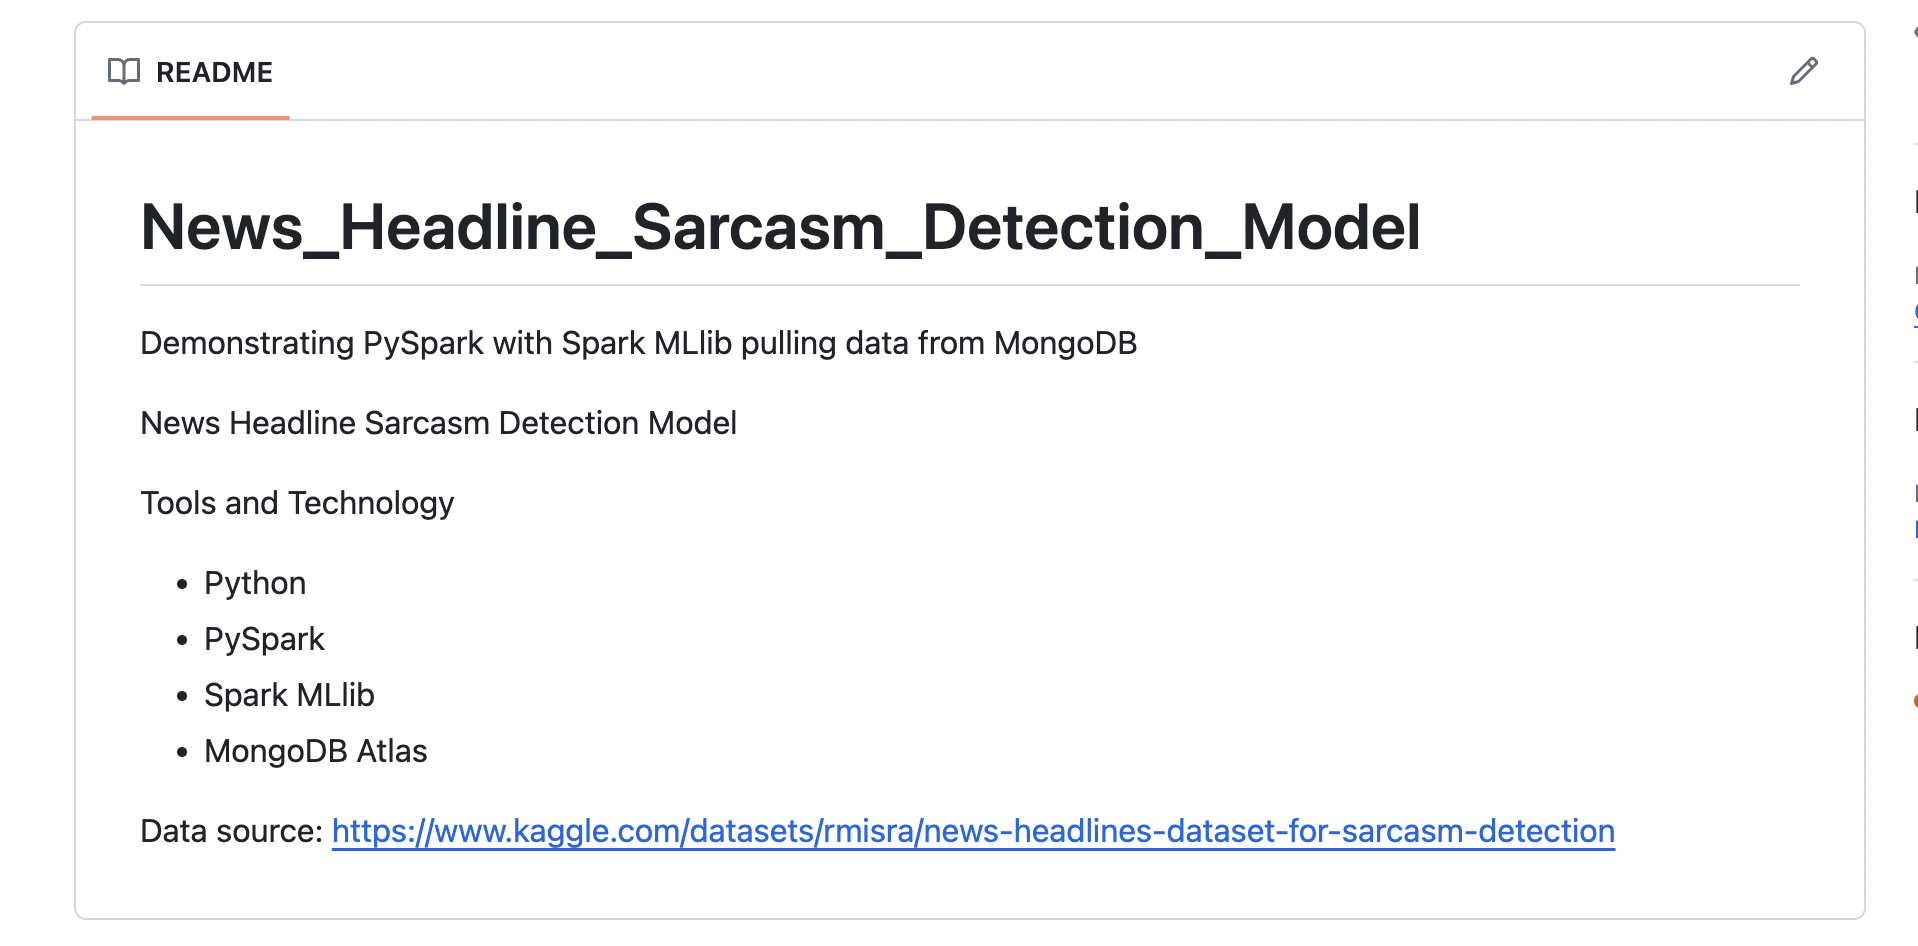 README
News_Headline_Sarcasm_Detection_Model
Demonstrating PySpark with Spark MLlib pulling data from MongoDB
News Headline Sarcasm Detection Model
Tools and Technology
• Python
• PySpark
• Spark MLlib
• MongoDB Atlas
Data source: https://www.kaggle.com/datasets/rmisra/news-headlines-dataset-for-sarcasm-detection